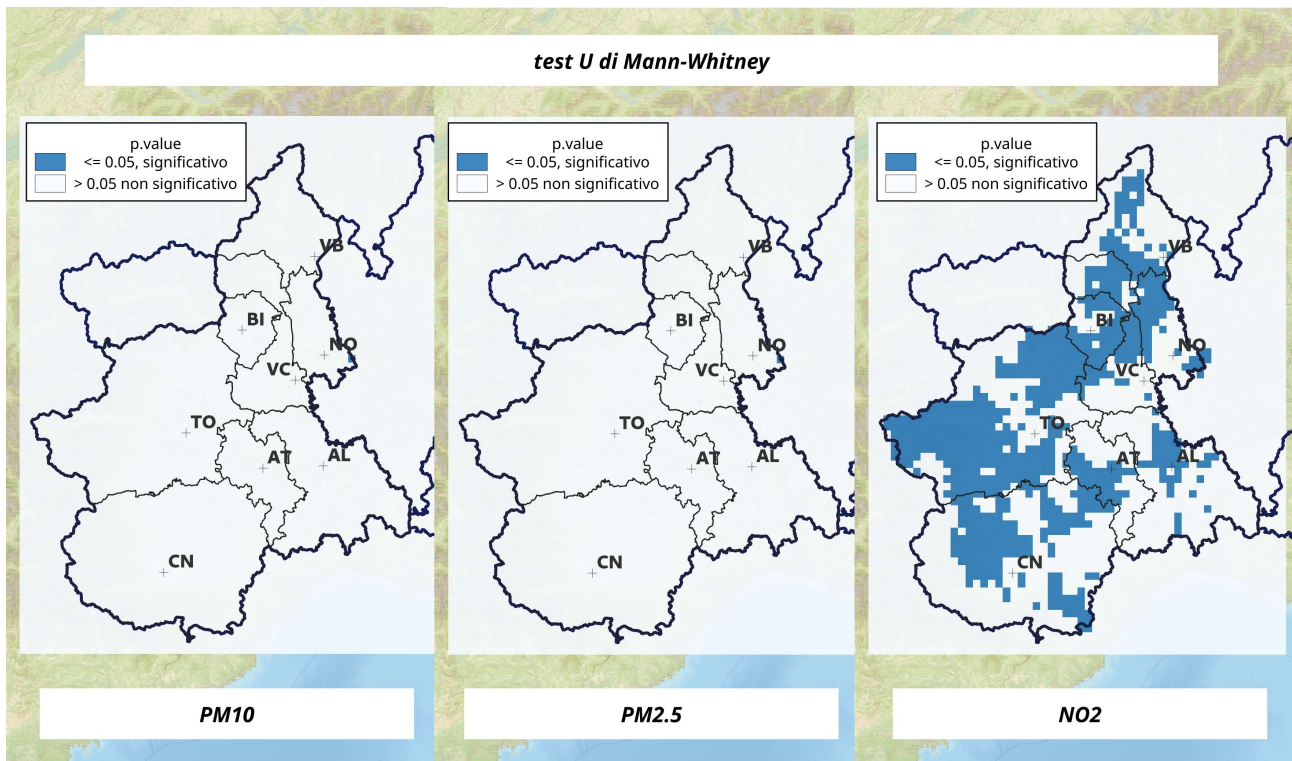 test U di Mann-Whitney
p.value
<= 0.05, significativo
> 0.05 non significativo
VB
BI
NO
VC
TO
AT
AL
CN
PM10
p.value
<= 0.05, significativo
> 0.05 non significativo
VB
BI
NO
VC
TO
AT
AL
CN
PM2.5
p.value
<= 0.05, significativo
> 0.05 non significativo
VB
BI
NO
VC
TO
AT
AL
CN
NO2